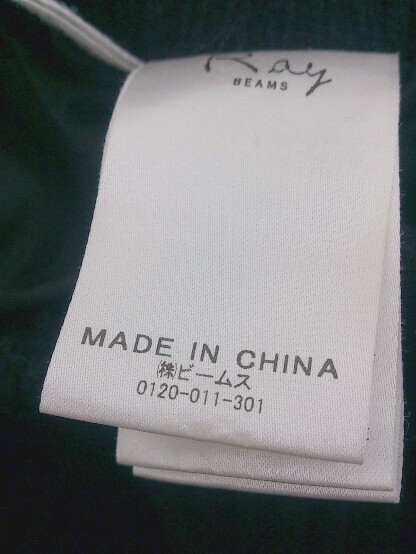 Ray
BEAMS
MADE IN CHINA
㈱ビームス
0120-011-301